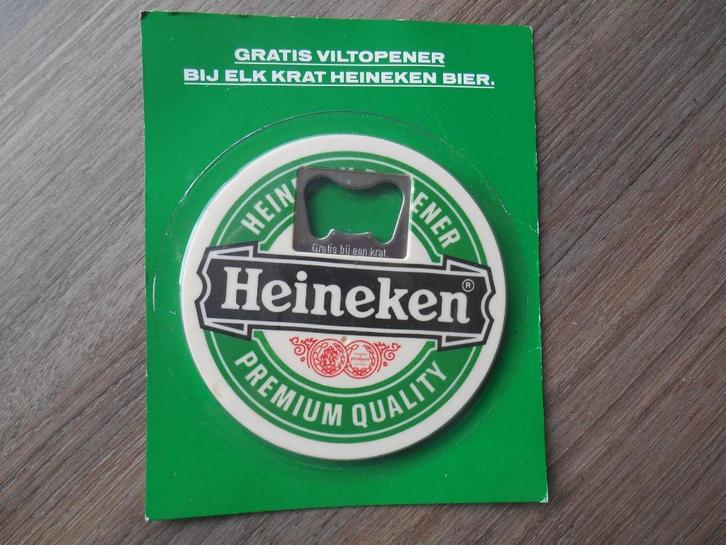 GRATIS VILTOPENER
BIJ ELK KRAT HEINEKEN BIER.
Gratis bij een krat.
Heineken®
PREMIUM QUALITY